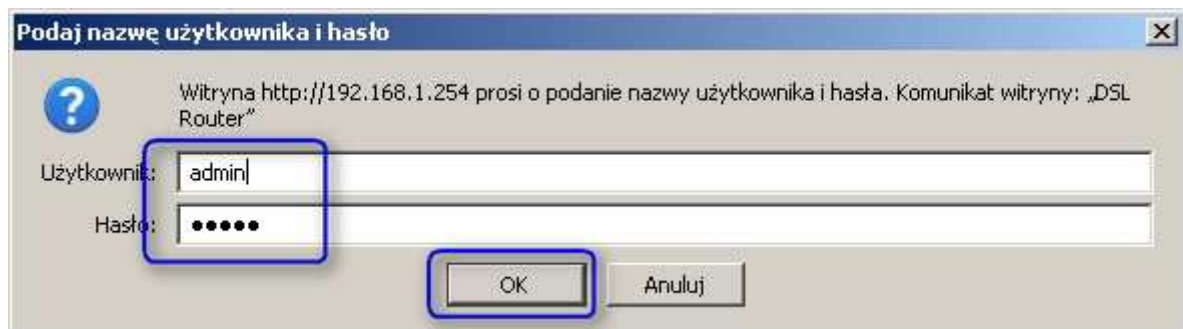 Podaj nazwę użytkownika i hasło
Witryna http://192.168.1.254 prosi o podanie nazwy użytkownika i hasła. Komunikat witryny: „DSL
Router”
Użytkownik: admin
Hasło: •••••
OK Anuluj